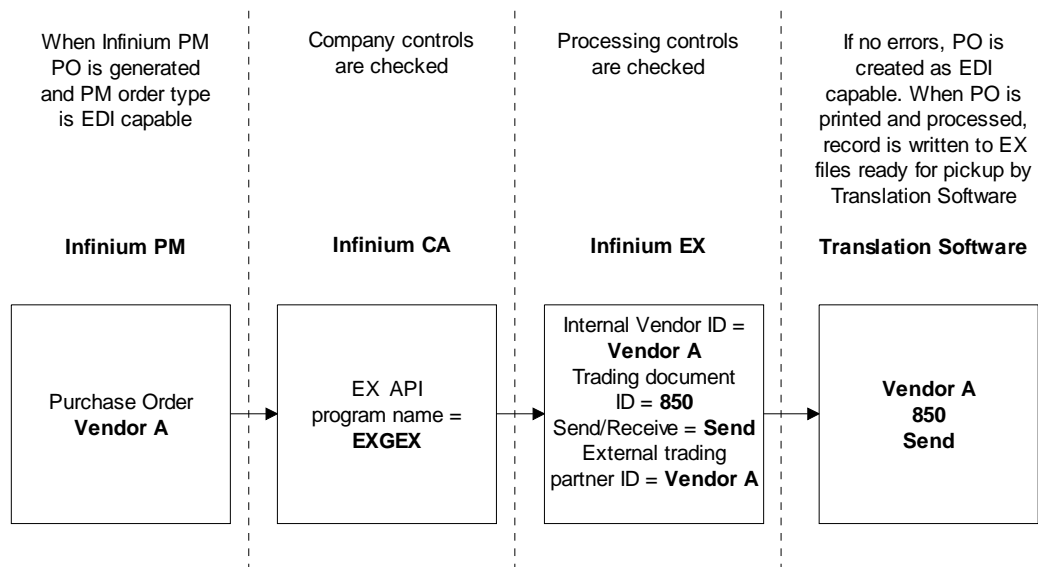 When Infinium PM
PO is generated
and PM order type
is EDI capable
Company controls
are checked
Processing controls
are checked
If no errors, PO is
created as EDI
capable. When PO is
printed and processed,
record is written to EX
files ready for pickup by
Translation Software
Infinium PM
Infinium CA
Infinium EX
Translation Software
Purchase Order
Vendor A
EX API
program name =
EXGEX
Internal Vendor ID =
Vendor A
Trading document
ID = 850
Send/Receive = Send
External trading
partner ID = Vendor A
Vendor A
850
Send